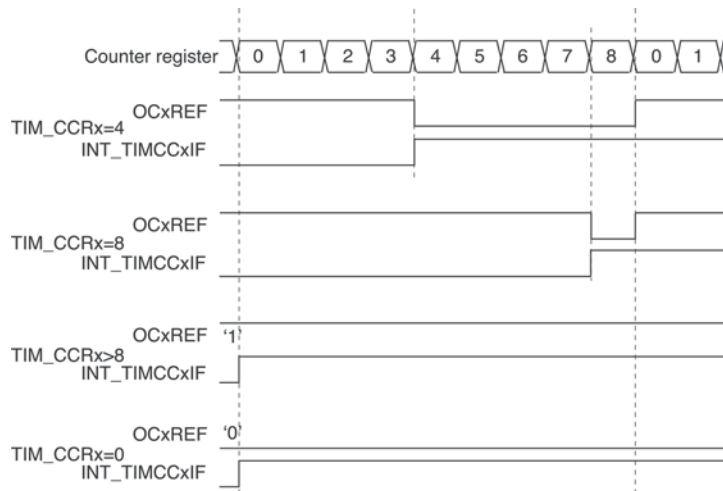 Counter register 0 1 2 3 4 5 6 7 8 0 1
OCxREF
TIM_CCRx=4
INT_TIMCCxIF
OCxREF
TIM_CCRx=8
INT_TIMCCxIF
OCxREF '1'
TIM_CCRx>8
INT_TIMCCxIF
OCxREF '0'
TIM_CCRx=0
INT_TIMCCxIF